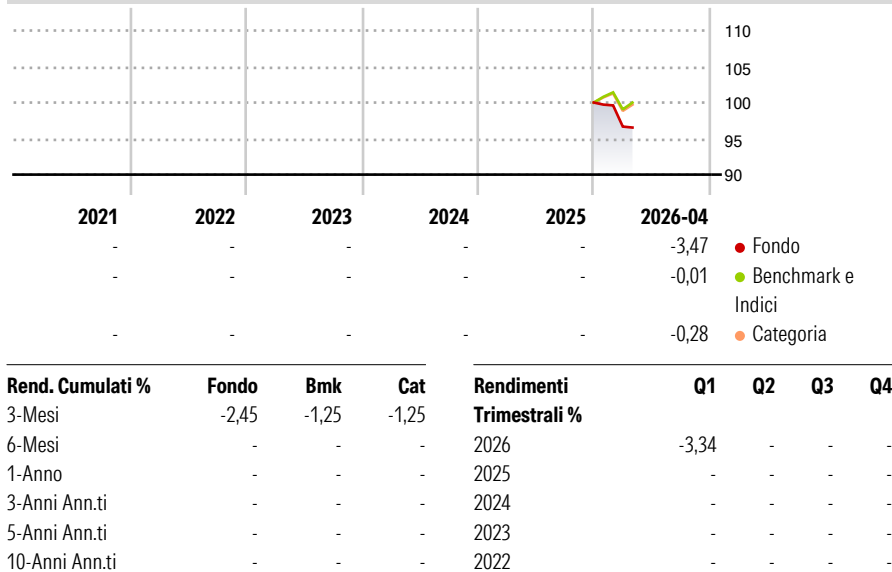 110
105
100
95
90
2021 2022 2023 2024 2025 2026-04
- - - - - -3,47 Fondo
- - - - - -0,01 Benchmark e
Indici
- - - - - -0,28 Categoria
Rend. Cumulati % Fondo Bmk Cat
3-Mesi -2,45 -1,25 -1,25
6-Mesi - - -
1-Anno - - -
3-Anni Ann.ti - - -
5-Anni Ann.ti - - -
10-Anni Ann.ti - - -
Rendimenti Q1 Q2 Q3 Q4
Trimestrali %
2026 -3,34 - - -
2025 - - - -
2024 - - - -
2023 - - - -
2022 - - - -